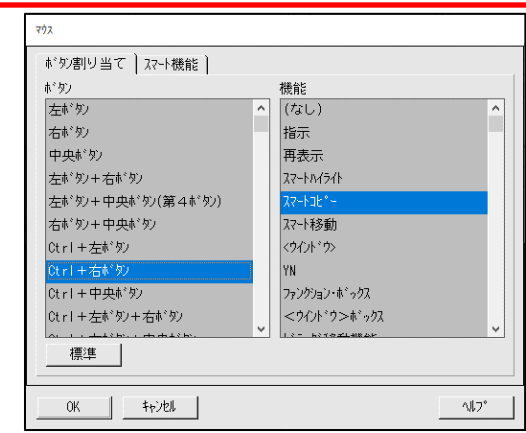 マウス
ボタン割り当て
スマート機能
ボタン
左ボタン
右ボタン
中央ボタン
左ボタン+右ボタン
左ボタン+中央ボタン(第4ボタン)
右ボタン+中央ボタン
Ctrl+左ボタン
Ctrl+右ボタン
Ctrl+中央ボタン
Ctrl+左ボタン+右ボタン
機能
(なし)
指示
再表示
スマートハイライト
スマートコピー
スマート移動
<ウインドウ>
YN
ファンクション・ボックス
<ウインドウ>ボックス
標準
OK
キャンセル
ヘルプ